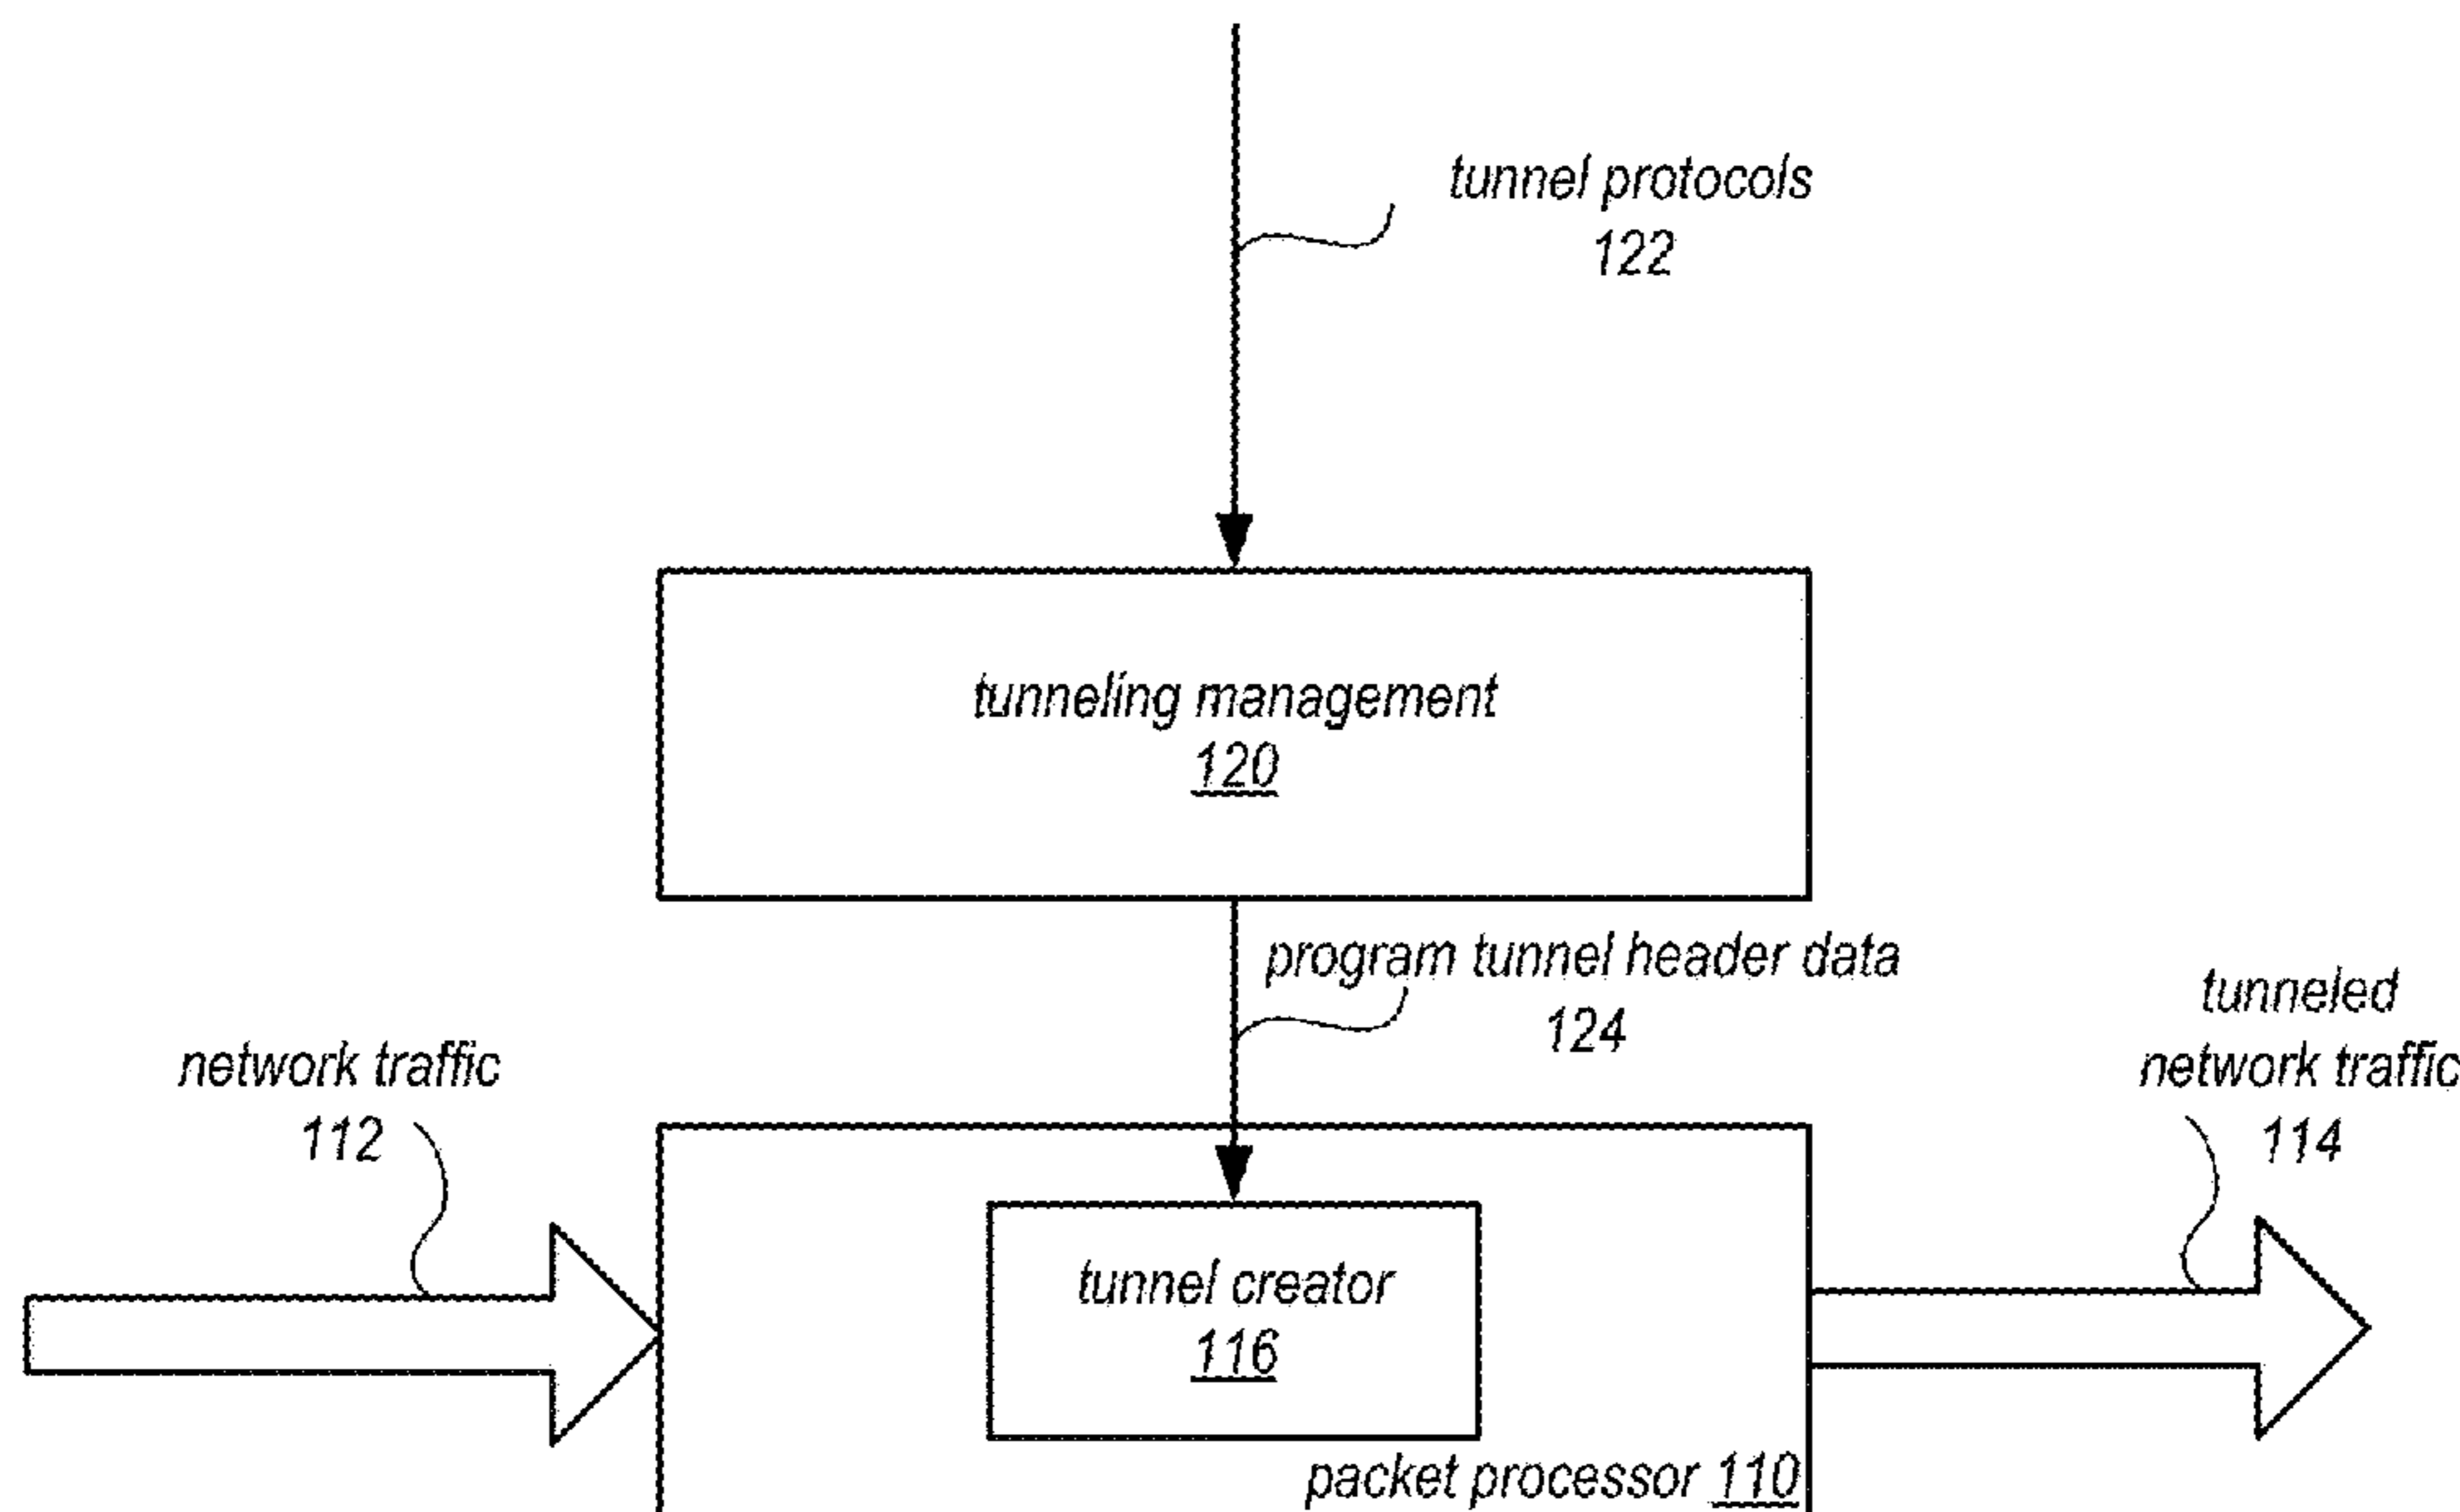 tunnel protocols
122
tunneling management
120
program tunnel header data
124
tunneled
network traffic
114
network traffic
112
tunnel creator
116
packet processor 110